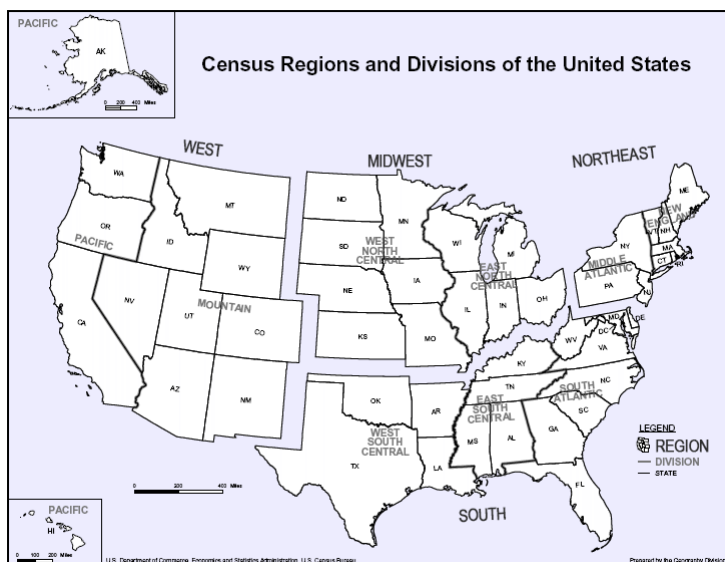 PACIFIC
AK
0 200 400 Miles
Census Regions and Divisions of the United States
WEST
MIDWEST
NORTHEAST
WA
OR
PACIFIC
CA
NV
ID
MT
WY
UT
MOUNTAIN
CO
AZ
NM
ND
SD
NE
KS
MN
WEST
NORTH
CENTRAL
IA
MO
WI
MI
EAST
NORTH
CENTRAL
IL
IN
OH
ME
NEW
ENGLAND
VT
NH
MA
CT
RI
NY
MIDDLE
ATLANTIC
PA
NJ
OK
AR
WEST
SOUTH
CENTRAL
TX
LA
KY
TN
EAST
SOUTH
CENTRAL
MS
AL
MD
DE
DC
WV
VA
NC
SOUTH
ATLANTIC
SC
GA
FL
SOUTH
LEGEND
REGION
DIVISION
STATE
0 200 400 Miles
PACIFIC
HI
0 100 200 Miles
U.S. Department of Commerce Economics and Statistics Administration U.S. Census Bureau
Prepared by the Geography Division